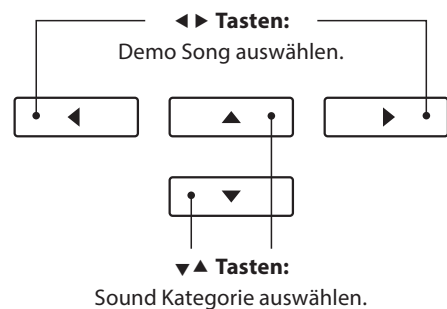 ◀ ▶ Tasten:
Demo Song auswählen.
▼▲ Tasten:
Sound Kategorie auswählen.